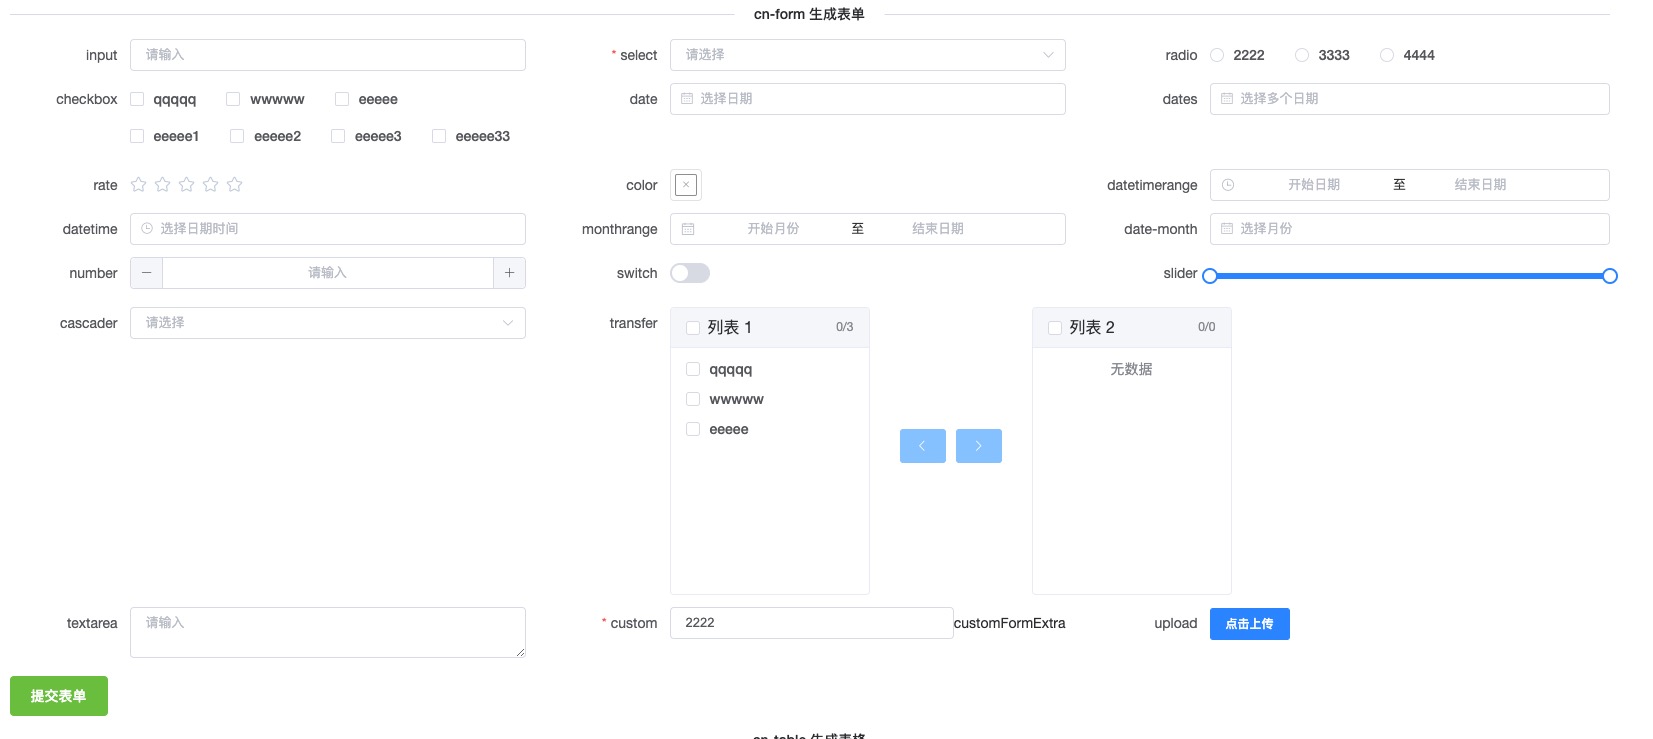 cn-form 生成表单
input 请输入 * select 请选择 radio 2222 3333 4444
checkbox qqqqq wwwww eeeee date 选择日期 dates 选择多个日期
eeeee1 eeeee2 eeeee3 eeeee33
rate color datetimerange 开始日期 至 结束日期
datetime 选择日期时间 monthrange 开始月份 至 结束日期 date-month 选择月份
number 请输入 switch slider
cascader 请选择 transfer 列表 1 0/3 列表 2 0/0
qqqqq 无数据
wwwww
eeeee
textarea 请输入 * custom 2222 customFormExtra upload 点击上传
提交表单
cn-table 生成表格